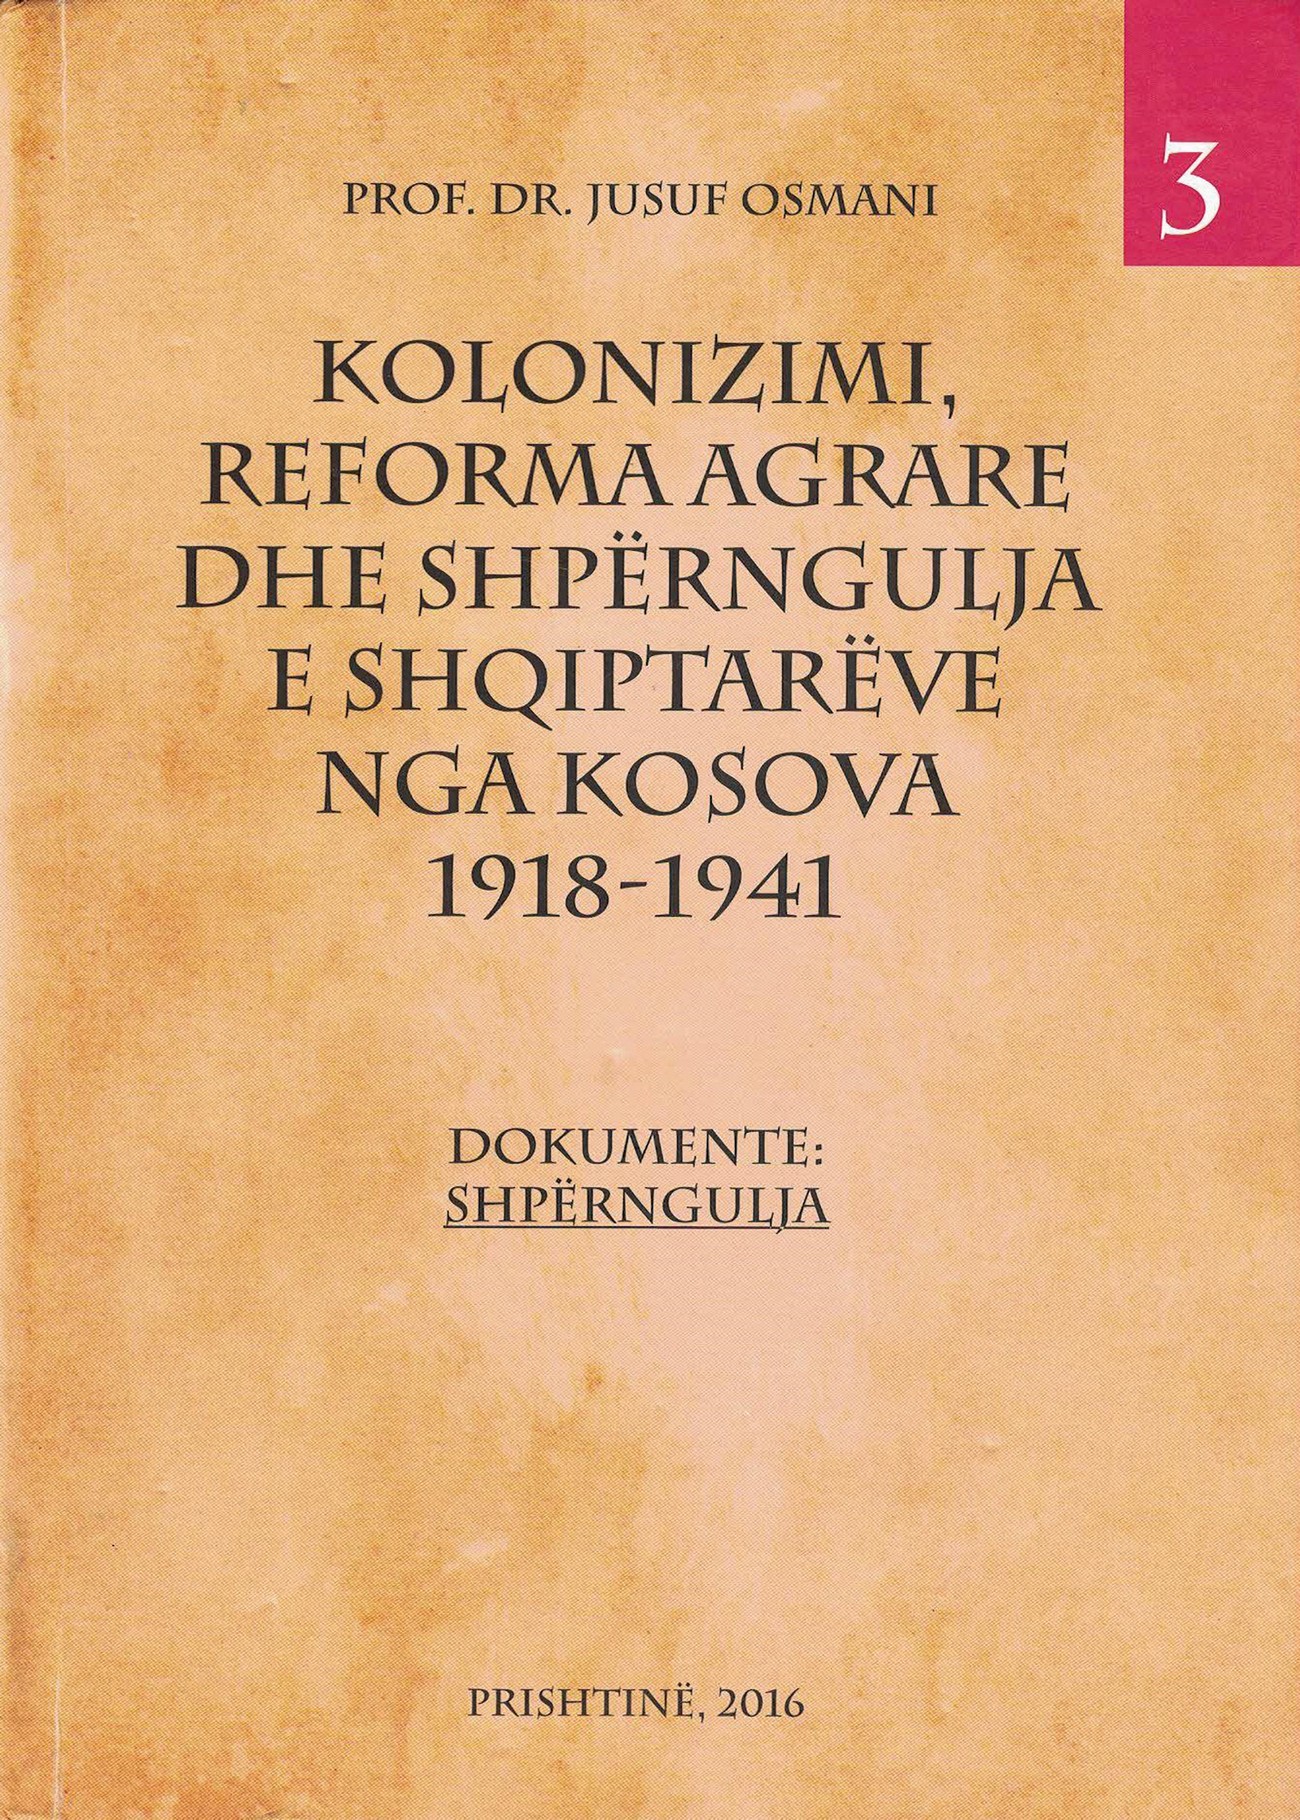 3
PROF. DR. JUSUF OSMANI
KOLONIZIMI,
REFORMA AGRARE
DHE SHPËRNGULJA
E SHQIPTARËVE
NGA KOSOVA
1918-1941
DOKUMENTE:
SHPËRNGULJA
PRISHTINË, 2016